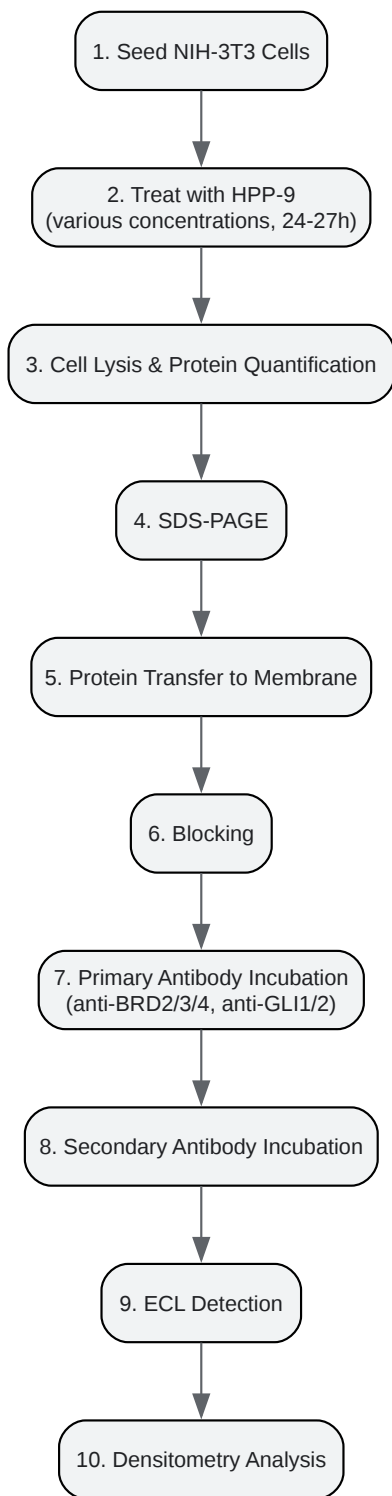 1. Seed NIH-3T3 Cells
2. Treat with HPP-9
(various concentrations, 24-27h)
3. Cell Lysis & Protein Quantification
4. SDS-PAGE
5. Protein Transfer to Membrane
6. Blocking
7. Primary Antibody Incubation
(anti-BRD2/3/4, anti-GLI1/2)
8. Secondary Antibody Incubation
9. ECL Detection
10. Densitometry Analysis